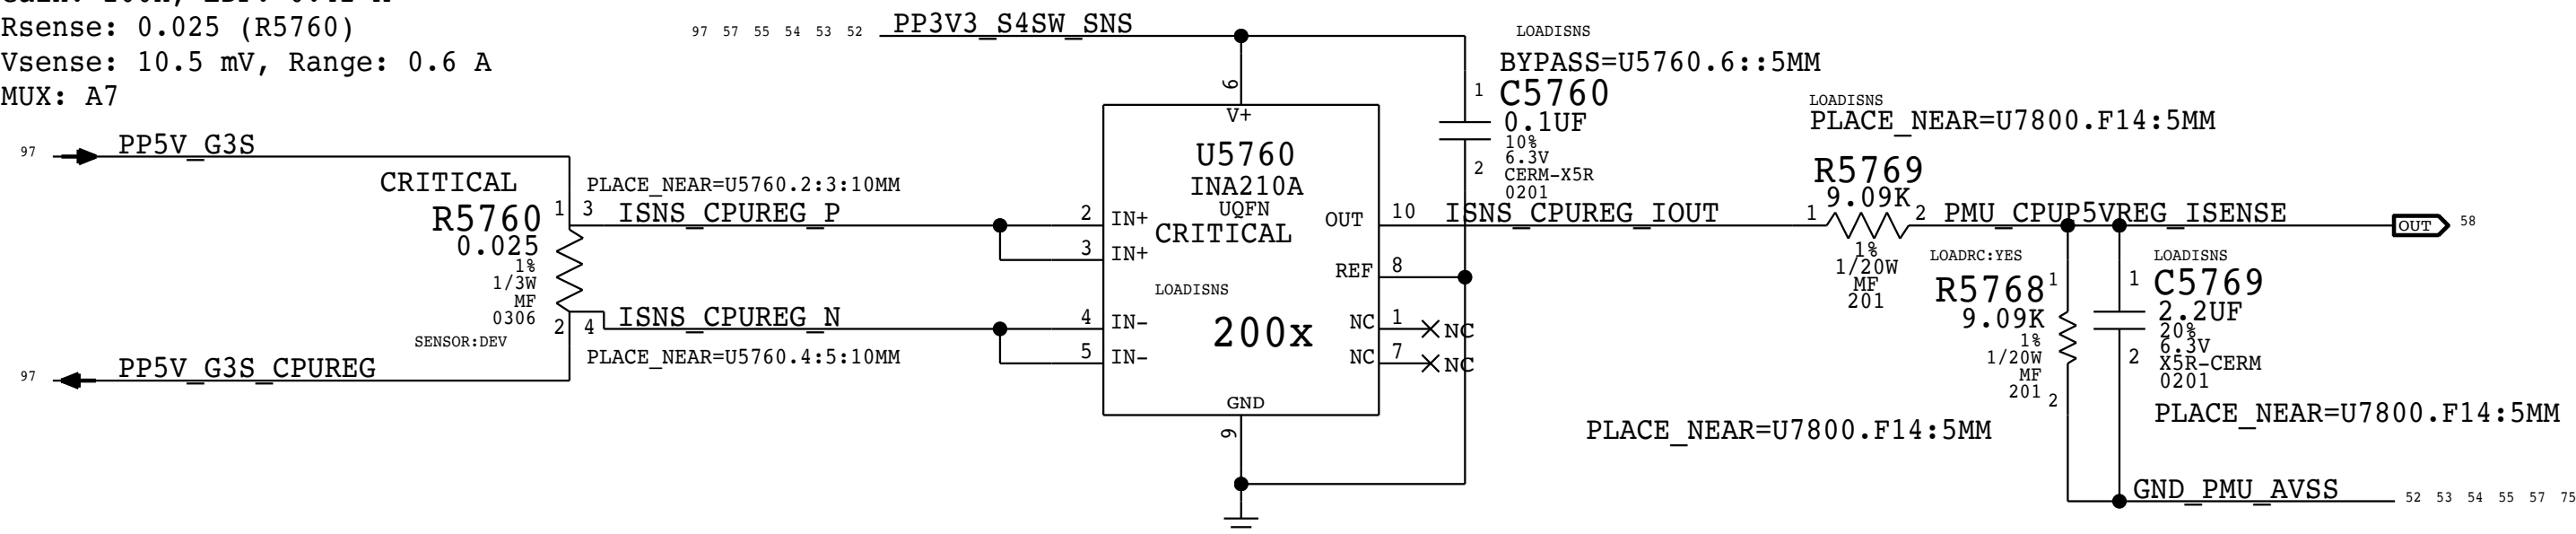 Rsense: 0.025 (R5760)
Vsense: 10.5 mV, Range: 0.6 A
MUX: A7
97 57 55 54 53 52 PP3V3_S4SW_SNS
LOADISNS
BYPASS=U5760.6::5MM
1 C5760
0.1UF
10%
6.3V
2 CERM-X5R
0201
97 PP5V_G3S
CRITICAL
R5760
0.025
1%
1/3W
MF
0306
SENSOR:DEV
1 3
2 4
PLACE_NEAR=U5760.2:3:10MM
ISNS_CPUREG_P
ISNS_CPUREG_N
PLACE_NEAR=U5760.4:5:10MM
97 PP5V_G3S_CPUREG
6
V+
U5760
INA210A
UQFN
CRITICAL
LOADISNS
200x
2 IN+
3 IN+
4 IN-
5 IN-
OUT 10
REF 8
NC 1 NC
NC 7 NC
GND
9
ISNS_CPUREG_IOUT
LOADISNS
PLACE_NEAR=U7800.F14:5MM
R5769
9.09K
1 2
1%
1/20W
MF
201
PMU_CPUP5VREG_ISENSE
OUT 58
LOADRC:YES
R5768 1
9.09K
1%
1/20W
MF
201 2
PLACE_NEAR=U7800.F14:5MM
LOADISNS
1 C5769
2.2UF
20%
6.3V
2 X5R-CERM
0201
PLACE_NEAR=U7800.F14:5MM
GND_PMU_AVSS 52 53 54 55 57 75